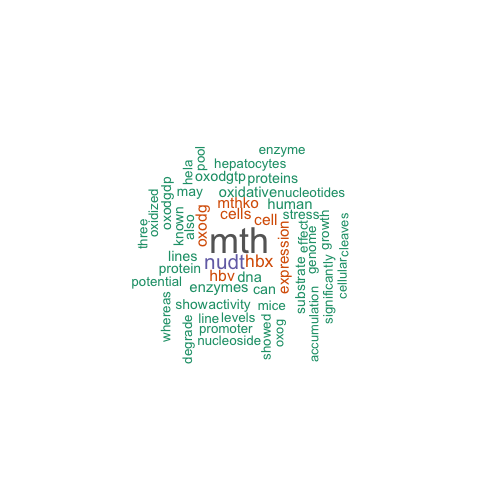 enzyme
pool
hepatocytes
hela
oxodgtp
proteins
oxodgdp
may
oxidative
nucleotides
oxidized
mthko
human
oxodg
cells
cell
stress
three
known
also
mth
expression
effect
genome
growth
cleaves
lines
nudt
hbx
protein
hbv
dna
substrate
significantly
cellular
potential
enzymes
can
whereas
show
activity
mice
accumulation
line
levels
degrade
promoter
showed
oxog
nucleoside